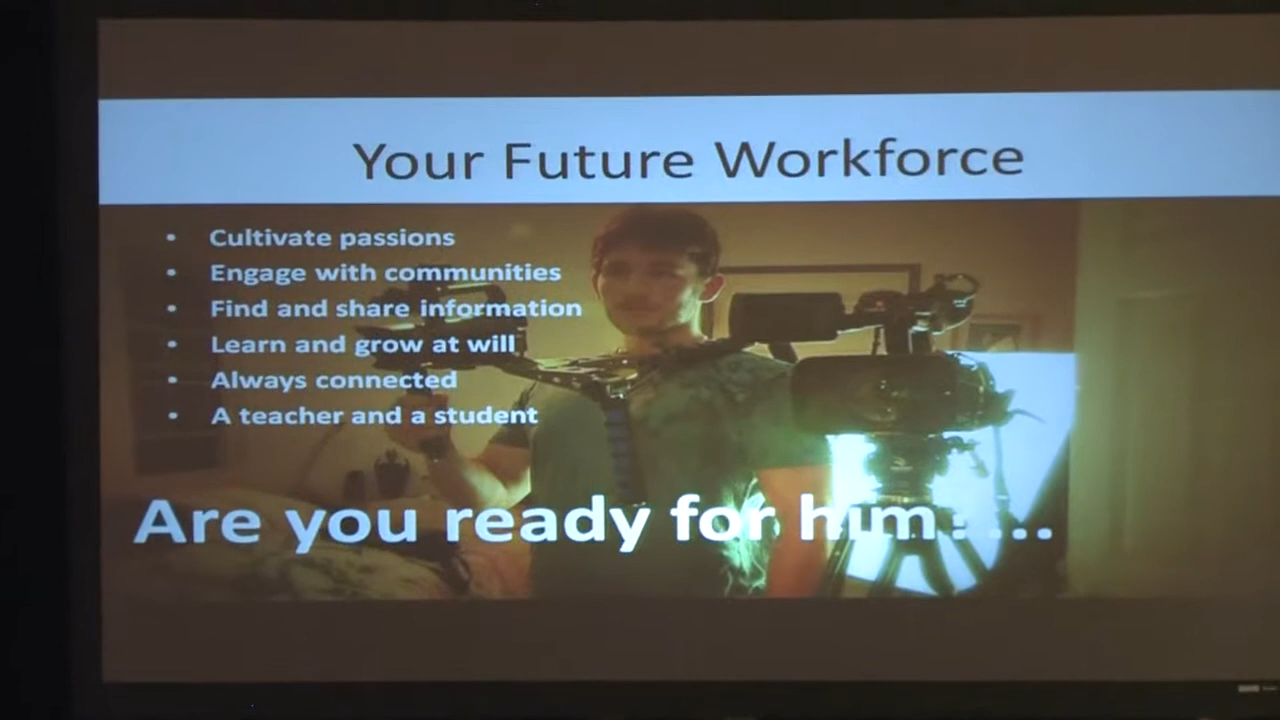 Your Future Workforce
• Cultivate passions
• Engage with communities
• Find and share information
• Learn and grow at will
• Always connected
• A teacher and a student
Are you ready for him....